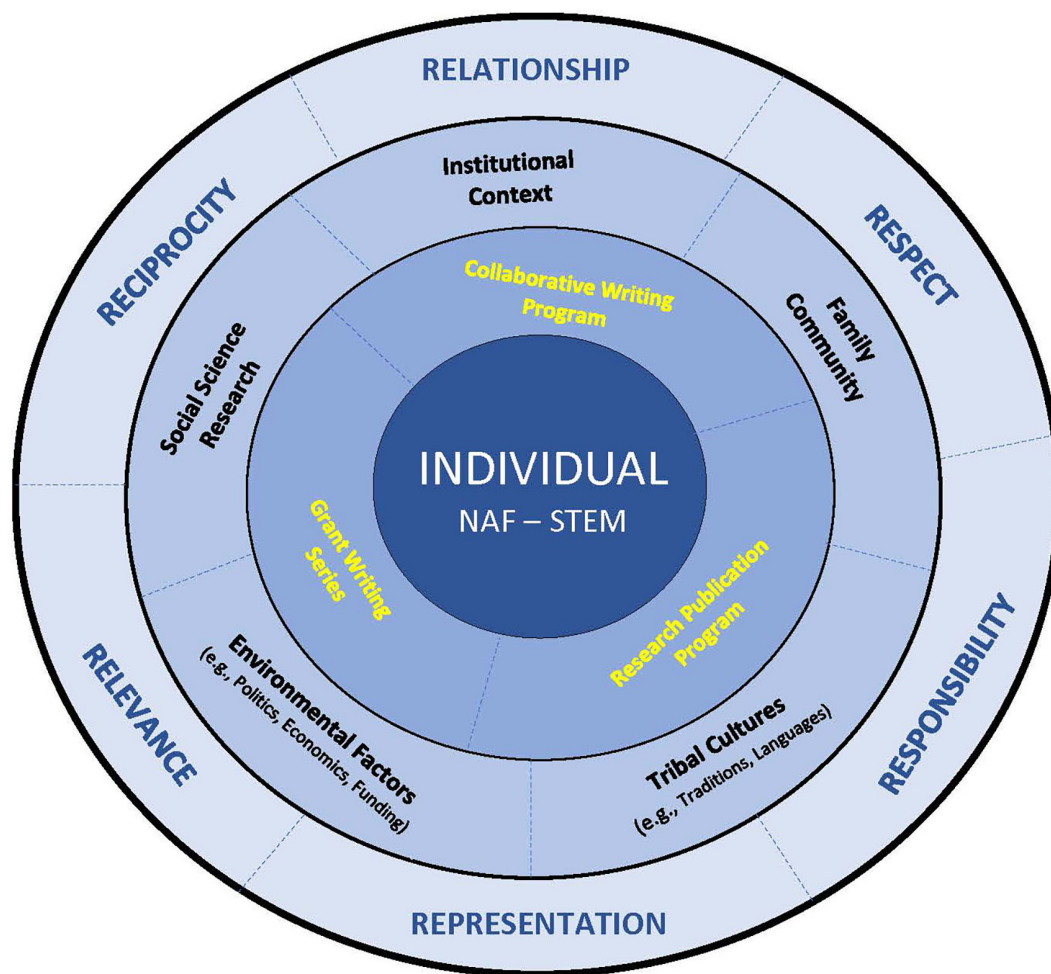 RELATIONSHIP
RESPECT
RESPONSIBILITY
REPRESENTATION
RELEVANCE
RECIPROCITY
Institutional
Context
Family
Community
Tribal Cultures
(e.g., Traditions, Languages)
Environmental Factors
(e.g., Politics, Economics, Funding)
Social Science
Research
Collaborative Writing
Program
Research Publication
Program
Grant Writing
Series
INDIVIDUAL
NAF – STEM